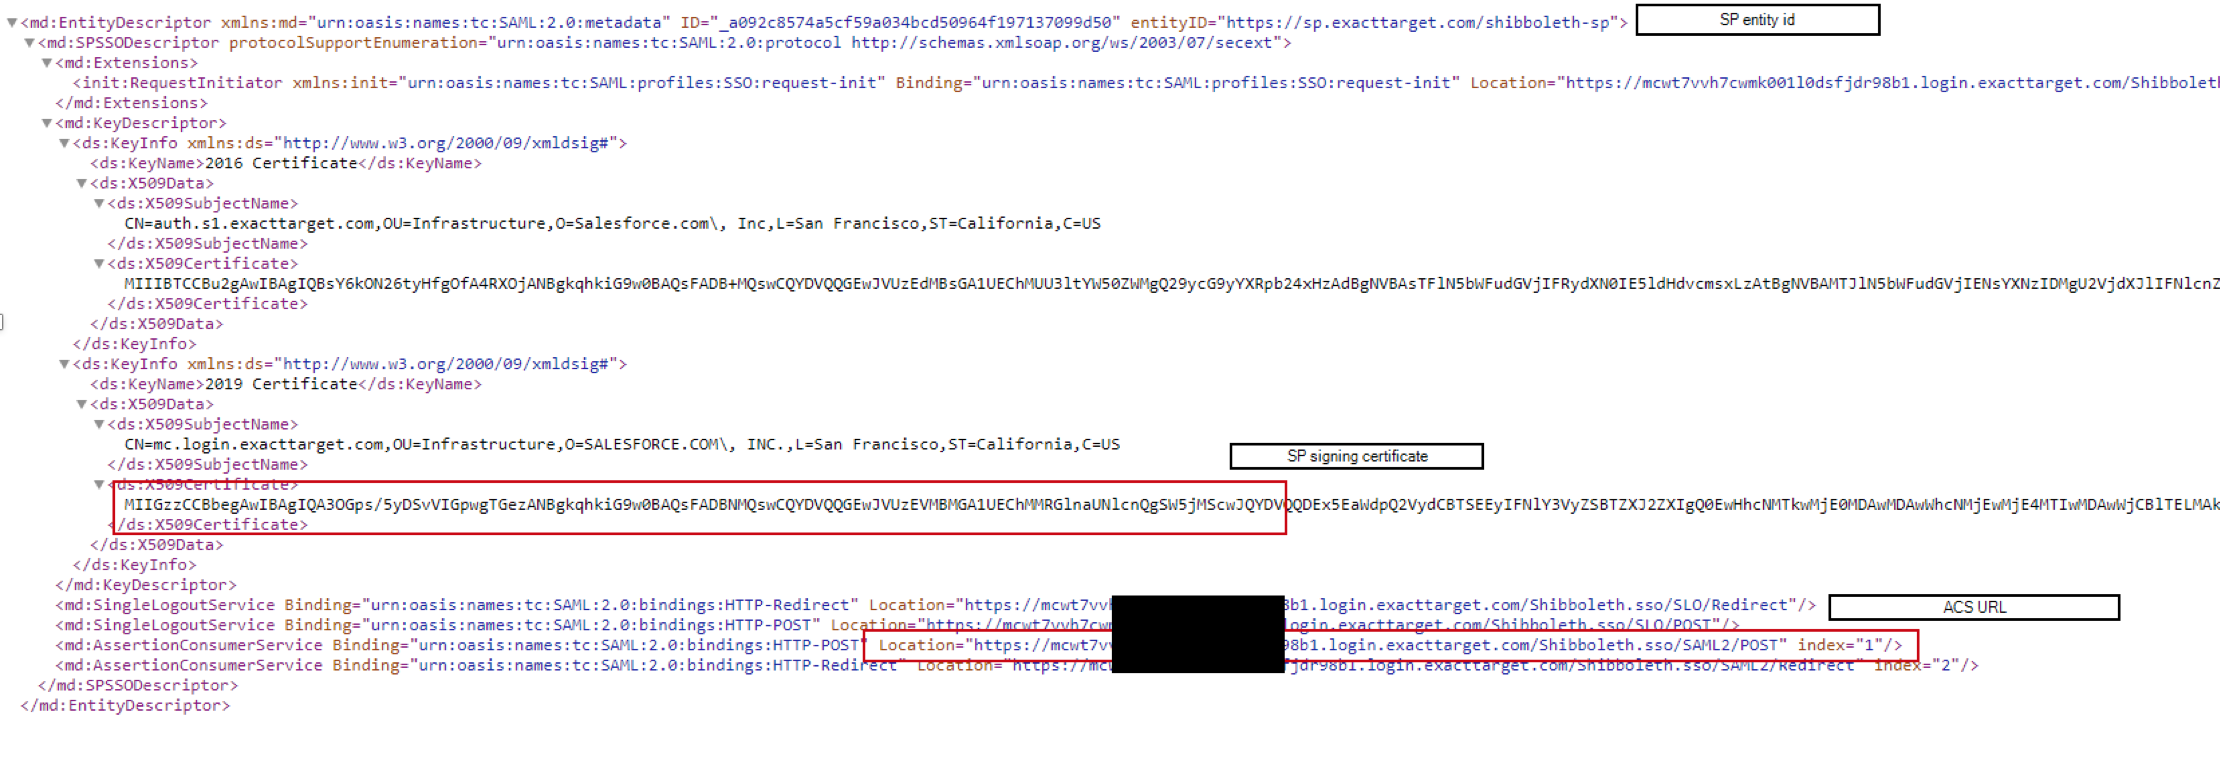 ▼<md:EntityDescriptor xmlns:md="urn:oasis:names:tc:SAML:2.0:metadata" ID="_a092c8574a5cf59a034bcd50964f197137099d50" entityID="https://sp.exacttarget.com/shibboleth-sp"> SP entity id
▼<md:SPSSODescriptor protocolSupportEnumeration="urn:oasis:names:tc:SAML:2.0:protocol http://schemas.xmlsoap.org/ws/2003/07/secext">
▼<md:Extensions>
<init:RequestInitiator xmlns:init="urn:oasis:names:tc:SAML:profiles:SSO:request-init" Binding="urn:oasis:names:tc:SAML:profiles:SSO:request-init" Location="https://mcwt7vvh7cwmk001l0dsfjdr98b1.login.exacttarget.com/Shibboleth
</md:Extensions>
▼<md:KeyDescriptor>
▼<ds:KeyInfo xmlns:ds="http://www.w3.org/2000/09/xmldsig#">
<ds:KeyName>2016 Certificate</ds:KeyName>
▼<ds:X509Data>
▼<ds:X509SubjectName>
CN=auth.s1.exacttarget.com,OU=Infrastructure,O=Salesforce.com\, Inc,L=San Francisco,ST=California,C=US
</ds:X509SubjectName>
▼<ds:X509Certificate>
MIIIBTCCBu2gAwIBAgIQBsY6kON26tyHfgOfA4RXOjANBgkqhkiG9w0BAQsFADB+MQswCQYDVQQGEwJVUzEdMBsGA1UEChMUU3ltYW50ZWMgQ29ycG9yYXRpb24xHzAdBgNVBAsTFlN5bWFudGVjIFRydXN0IE5ldHdvcmsxLzAtBgNVBAMTJlN5bWFudGVjIENsYXNzIDMgU2VjdXJlIFNlcnZ
</ds:X509Certificate>
</ds:X509Data>
</ds:KeyInfo>
▼<ds:KeyInfo xmlns:ds="http://www.w3.org/2000/09/xmldsig#">
<ds:KeyName>2019 Certificate</ds:KeyName>
▼<ds:X509Data>
▼<ds:X509SubjectName>
CN=mc.login.exacttarget.com,OU=Infrastructure,O=SALESFORCE.COM\, INC.,L=San Francisco,ST=California,C=US
SP signing certificate
</ds:X509SubjectName>
▼<ds:X509Certificate>
MIIGzzCCBbegAwIBAgIQA3OGps/5yDSvVIGpwgTGezANBgkqhkiG9w0BAQsFADBNMQswCQYDVQQGEwJVUzEVMBMGA1UEChMMRGlnaUNlcnQgSW5jMScwJQYDVQQDEx5EaWdpQ2VydCBTSEEyIFNlY3VyZSBTZXJ2ZXIgQ0EwHhcNMTkwMjE0MDAwMDAwWhcNMjEwMjE4MTIwMDAwWjCBlTELMAk
</ds:X509Certificate>
</ds:X509Data>
</ds:KeyInfo>
</md:KeyDescriptor>
<md:SingleLogoutService Binding="urn:oasis:names:tc:SAML:2.0:bindings:HTTP-Redirect" Location="https://mcwt7vvh 8b1.login.exacttarget.com/Shibboleth.sso/SLO/Redirect"/> ACS URL
<md:SingleLogoutService Binding="urn:oasis:names:tc:SAML:2.0:bindings:HTTP-POST" Location="https://mcwt7vvh7cwm login.exacttarget.com/Shibboleth.sso/SLO/POST"/>
<md:AssertionConsumerService Binding="urn:oasis:names:tc:SAML:2.0:bindings:HTTP-POST" Location="https://mcwt7v 98b1.login.exacttarget.com/Shibboleth.sso/SAML2/POST" index="1"/>
<md:AssertionConsumerService Binding="urn:oasis:names:tc:SAML:2.0:bindings:HTTP-Redirect" Location="https://mc fjdr98b1.login.exacttarget.com/Shibboleth.sso/SAML2/Redirect" index="2"/>
</md:SPSSODescriptor>
</md:EntityDescriptor>